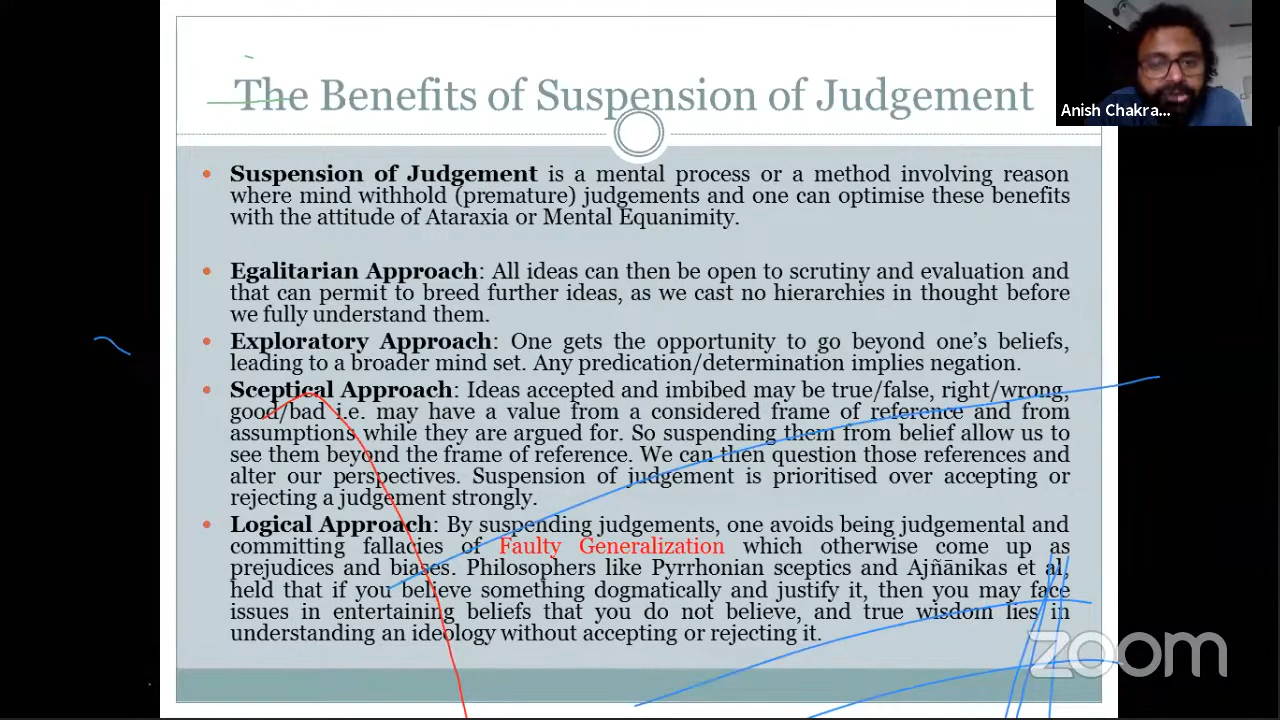 The Benefits of Suspension of Judgement
Anish Chakra...
• Suspension of Judgement is a mental process or a method involving reason
where mind withhold (premature) judgements and one can optimise these benefits
with the attitude of Ataraxia or Mental Equanimity.
• Egalitarian Approach: All ideas can then be open to scrutiny and evaluation and
that can permit to breed further ideas, as we cast no hierarchies in thought before
we fully understand them.
• Exploratory Approach: One gets the opportunity to go beyond one's beliefs,
leading to a broader mind set. Any predication/determination implies negation.
• Sceptical Approach: Ideas accepted and imbibed may be true/false, right/wrong,
good/bad i.e. may have a value from a considered frame of reference and from
assumptions while they are argued for. So suspending them from belief allow us to
see them beyond the frame of reference. We can then question those references and
alter our perspectives. Suspension of judgement is prioritised over accepting or
rejecting a judgement strongly.
• Logical Approach: By suspending judgements, one avoids being judgemental and
committing fallacies of Faulty Generalization which otherwise come up as
prejudices and biases. Philosophers like Pyrrhonian sceptics and Ajñānikas et al,
held that if you believe something dogmatically and justify it, then you may face
issues in entertaining beliefs that you do not believe, and true wisdom lies in
understanding an ideology without accepting or rejecting it.
zoom